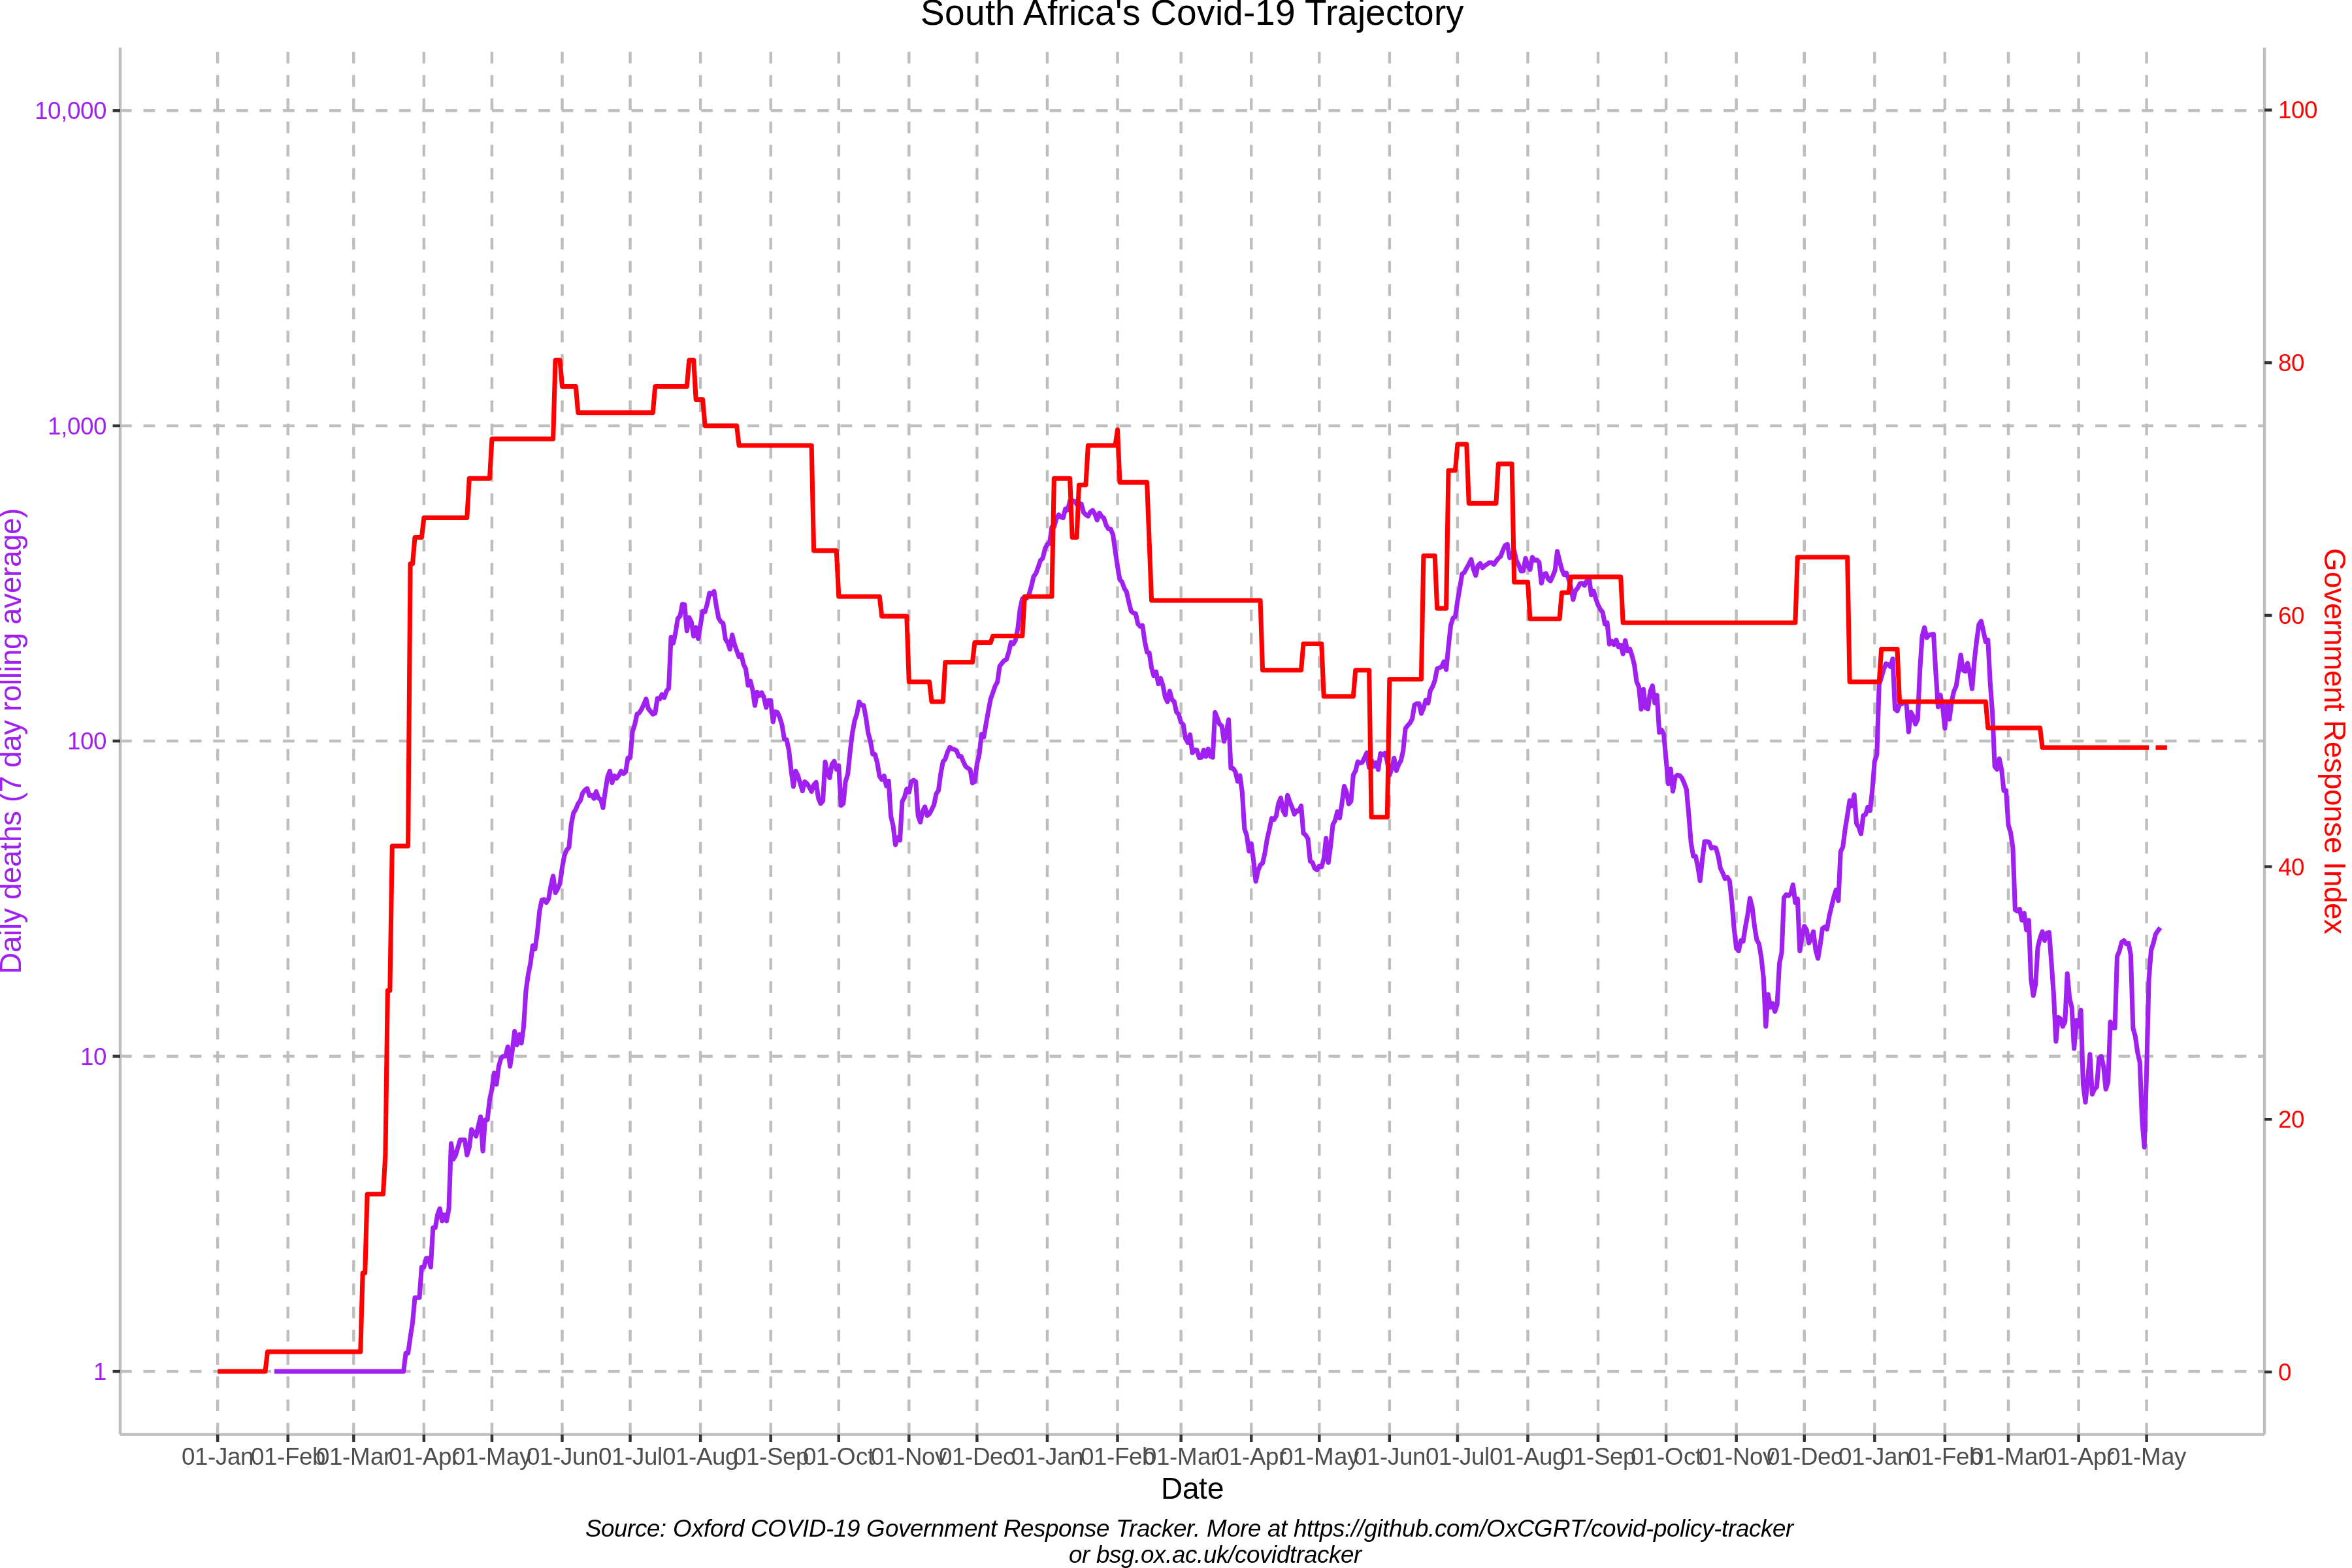 South Africa's Covid-19 Trajectory
10,000
1,000
100
10
1
Daily deaths (7 day rolling average)
100
80
60
40
20
0
Government Response Index
01-Jan 01-Feb 01-Mar 01-Apr 01-May 01-Jun 01-Jul 01-Aug 01-Sep 01-Oct 01-Nov 01-Dec 01-Jan 01-Feb 01-Mar 01-Apr 01-May 01-Jun 01-Jul 01-Aug 01-Sep 01-Oct 01-Nov 01-Dec 01-Jan 01-Feb 01-Mar 01-Apr 01-May
Date
Source: Oxford COVID-19 Government Response Tracker. More at https://github.com/OxCGRT/covid-policy-tracker
or bsg.ox.ac.uk/covidtracker